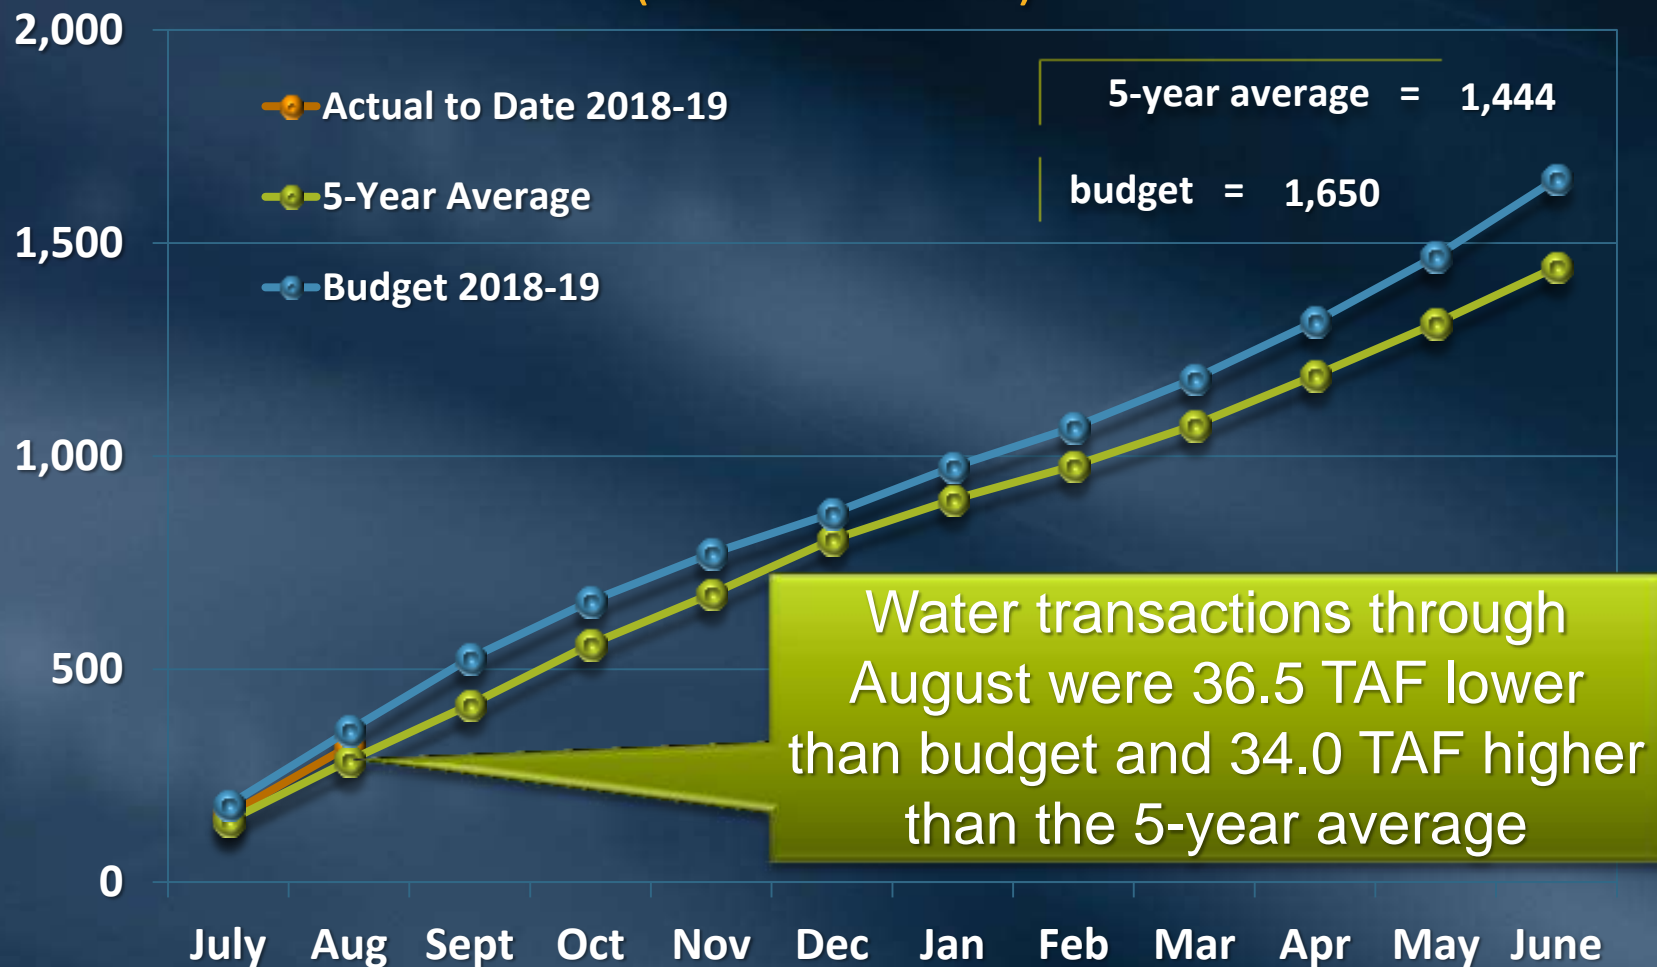 2,000
1,500
1,000
500
0
Actual to Date 2018-19
5-Year Average
Budget 2018-19
5-year average = 1,444
budget = 1,650
Water transactions through
August were 36.5 TAF lower
than budget and 34.0 TAF higher
than the 5-year average
July Aug Sept Oct Nov Dec Jan Feb Mar Apr May June